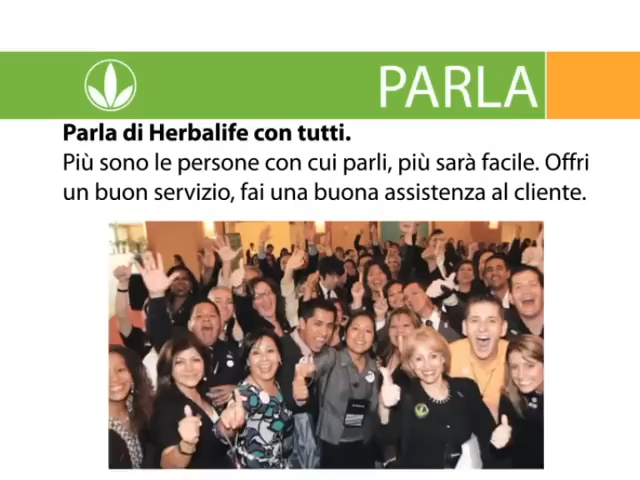 PARLA
Parla di Herbalife con tutti.
Più sono le persone con cui parli, più sarà facile. Offri
un buon servizio, fai una buona assistenza al cliente.